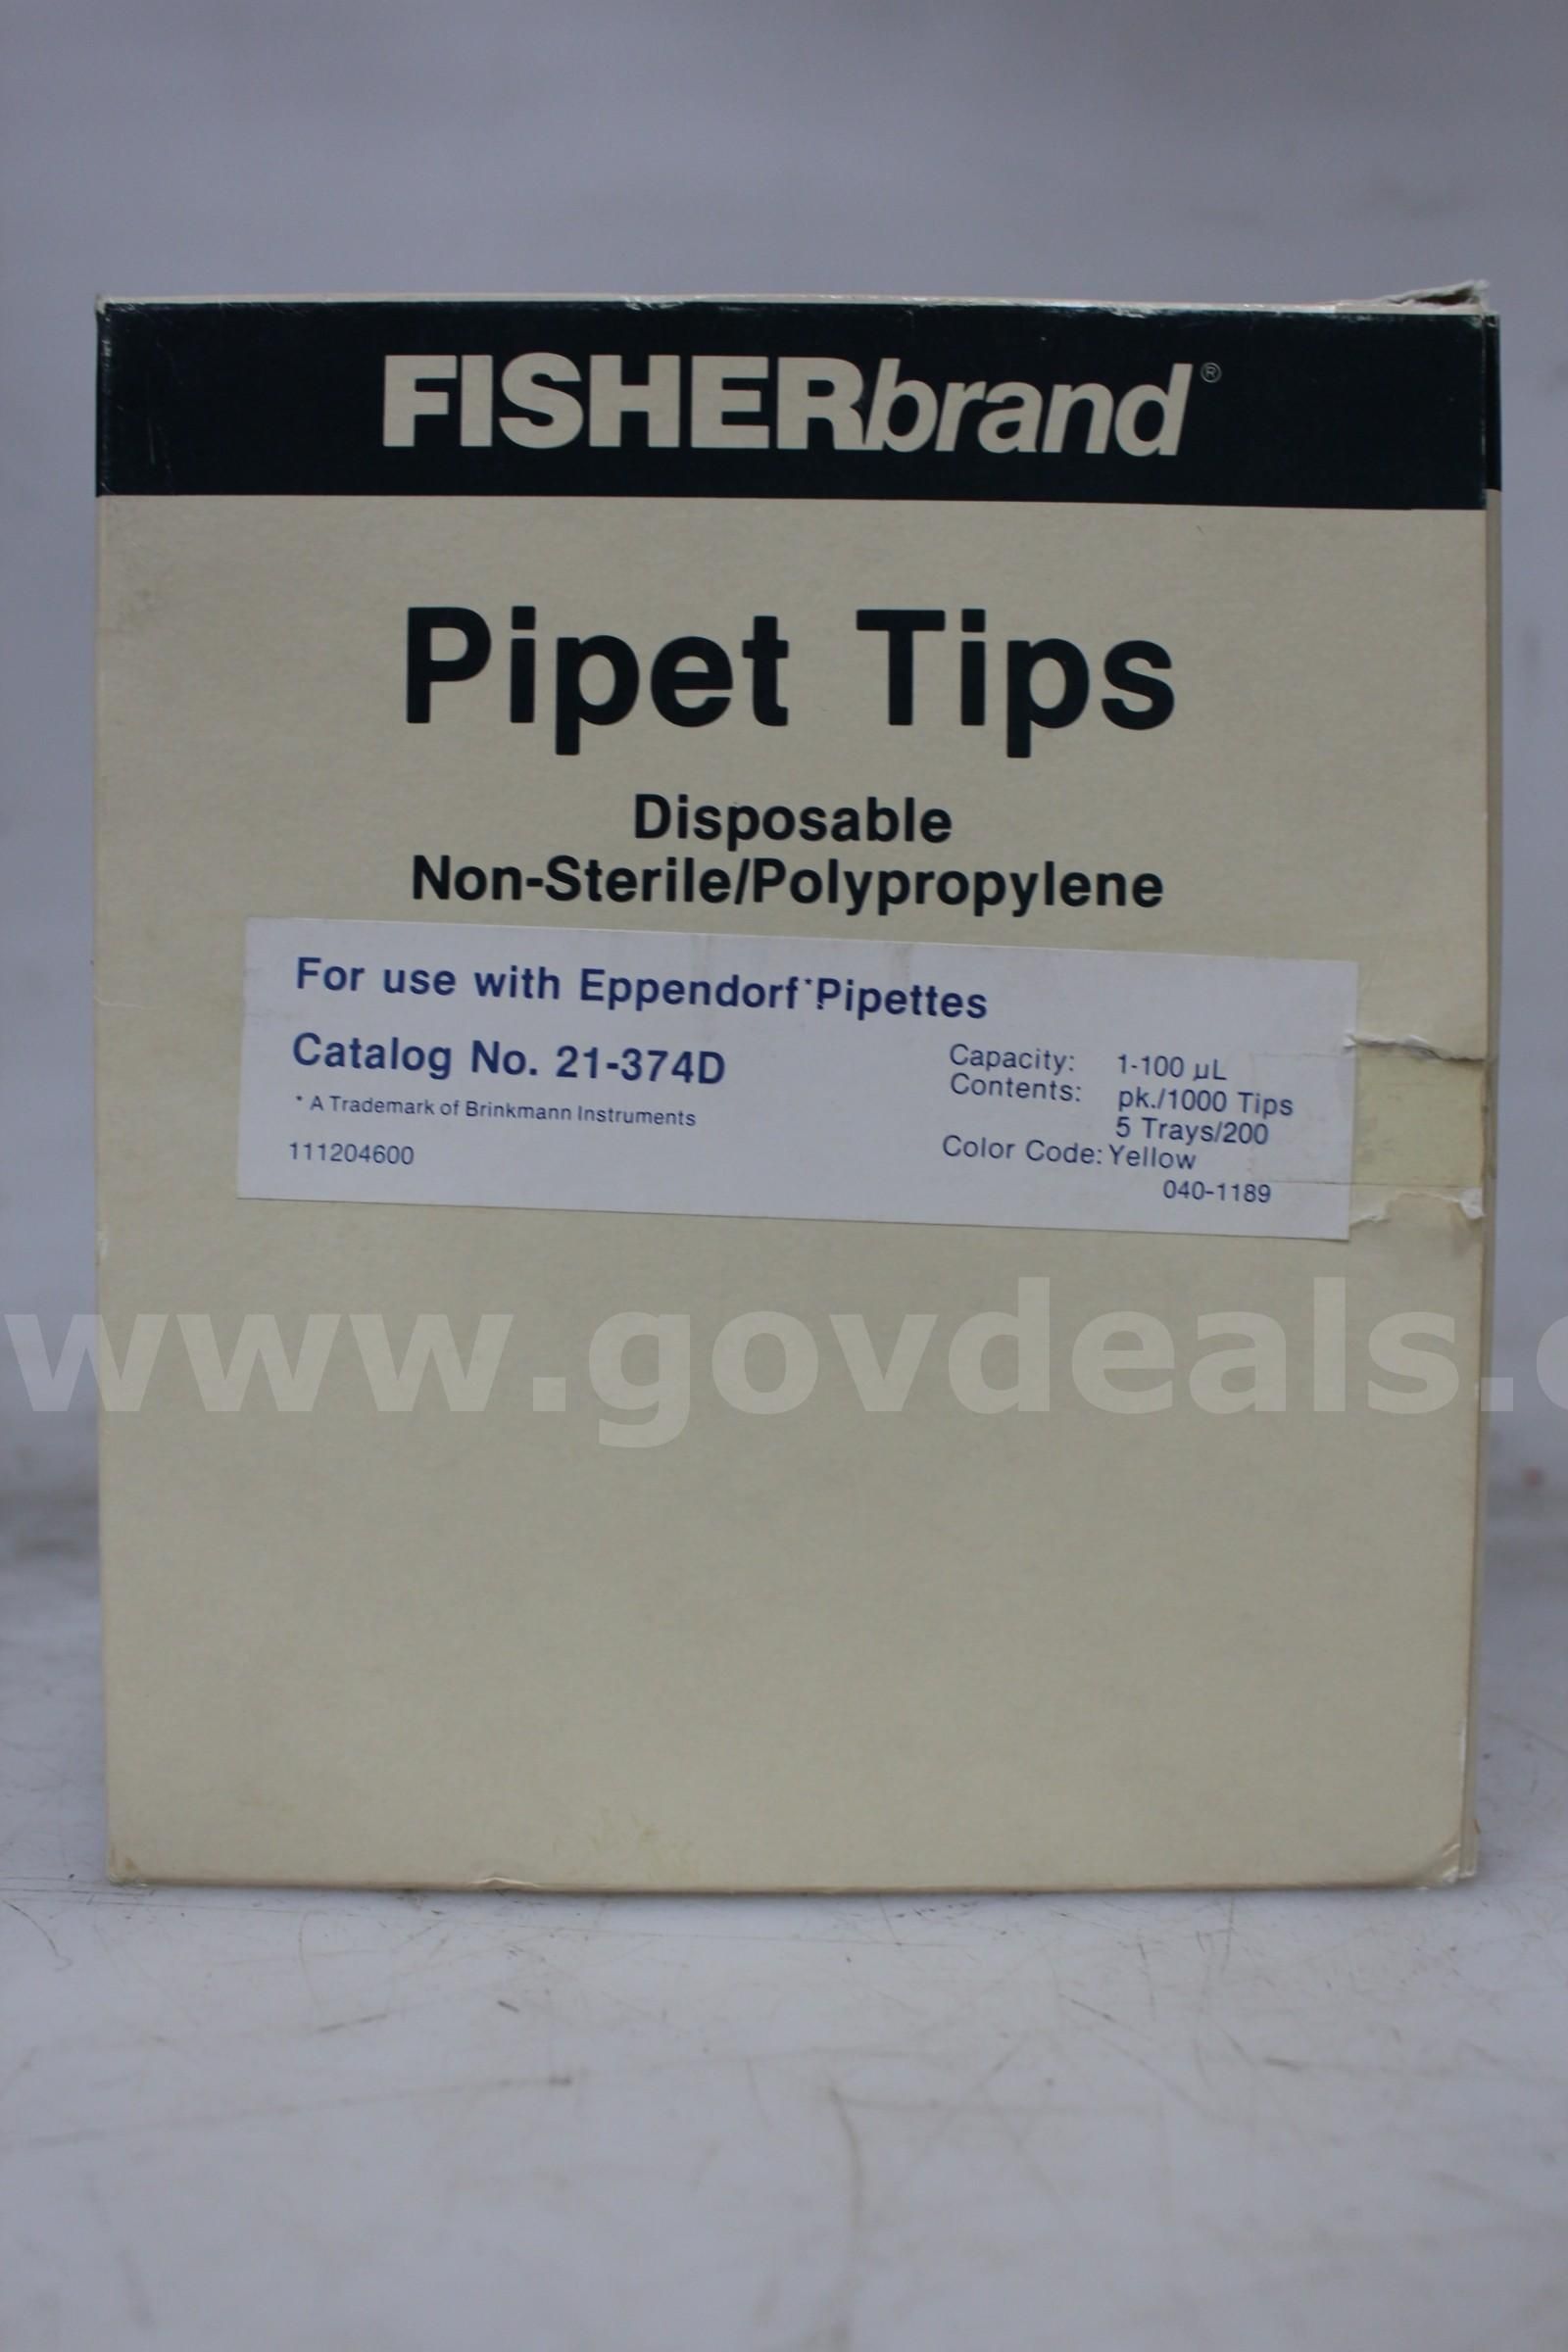 FISHERbrand®
Pipet Tips
Disposable
Non-Sterile/Polypropylene
For use with Eppendorf* Pipettes
Catalog No. 21-374D
* A Trademark of Brinkmann Instruments
111204600
Capacity: 1-100 µL
Contents: pk./1000 Tips
5 Trays/200
Color Code: Yellow
040-1189
www.govdeals.